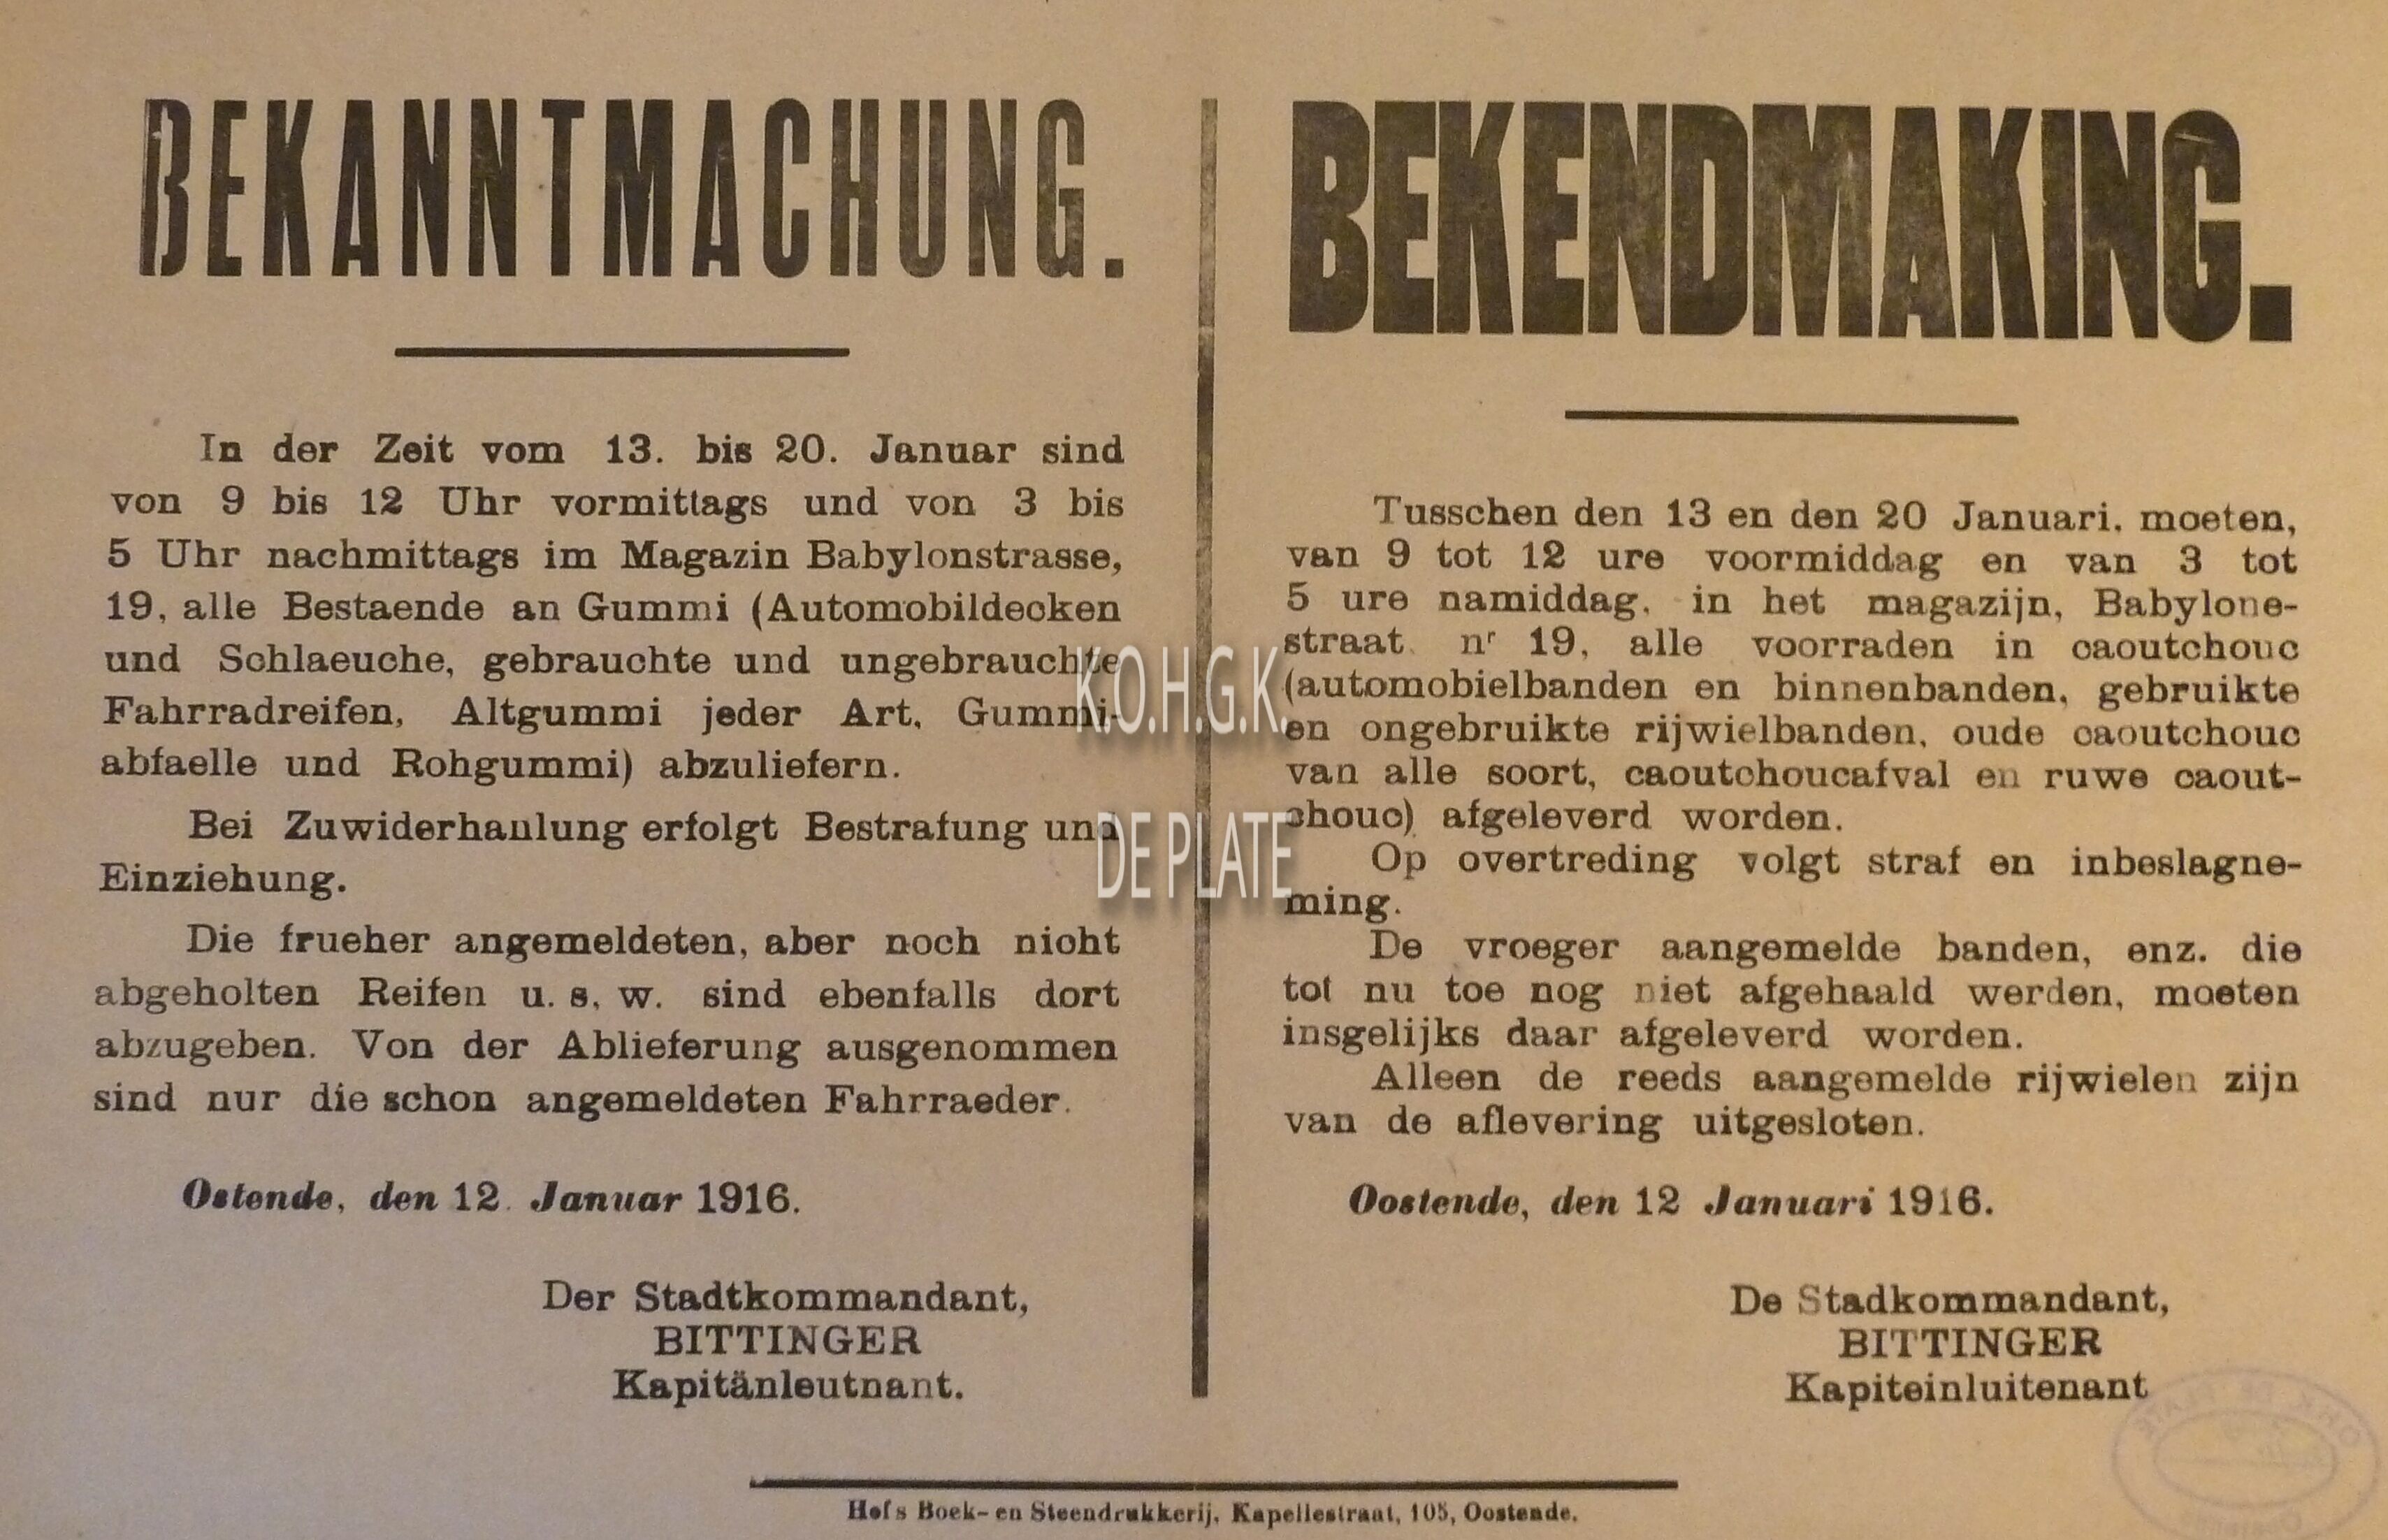 BEKANNTMACHUNG.
In der Zeit vom 13. bis 20. Januar sind
von 9 bis 12 Uhr vormittags und von 3 bis
5 Uhr nachmittags im Magazin Babylonstrasse,
19, alle Bestaende an Gummi (Automobildecken
und Schlaeuche, gebrauchte und ungebrauchte
Fahrradreifen, Altgummi jeder Art, Gummi-
abfaelle und Rohgummi) abzuliefern.
Bei Zuwiderhanlung erfolgt Bestrafung und
Einziehung.
Die frueher angemeldeten, aber noch nicht
abgeholten Reifen u. s. w. sind ebenfalls dort
abzugeben. Von der Ablieferung ausgenommen
sind nur die schon angemeldeten Fahrraeder.
Ostende, den 12. Januar 1916.
Der Stadtkommandant,
BITTINGER
Kapitänleutnant.
BEKENDMAKING.
Tusschen den 13 en den 20 Januari, moeten,
van 9 tot 12 ure voormiddag en van 3 tot
5 ure namiddag, in het magazijn, Babylone-
straat nr 19, alle voorraden in caoutchouc
(automobielbanden en binnenbanden, gebruikte
en ongebruikte rijwielbanden, oude caoutchouc
van alle soort, caoutchoucafval en ruwe caout-
chouc) afgeleverd worden.
Op overtreding volgt straf en inbeslagne-
ming.
De vroeger aangemelde banden, enz. die
tot nu toe nog niet afgehaald werden, moeten
insgelijks daar afgeleverd worden.
Alleen de reeds aangemelde rijwielen zijn
van de aflevering uitgesloten.
Oostende, den 12 Januari 1916.
De Stadkommandant,
BITTINGER
Kapiteinluitenant
K.O.H.G.K.
DE PLATE
Hofs Boek- en Steendrukkerij, Kapellestraat, 105, Oostende.